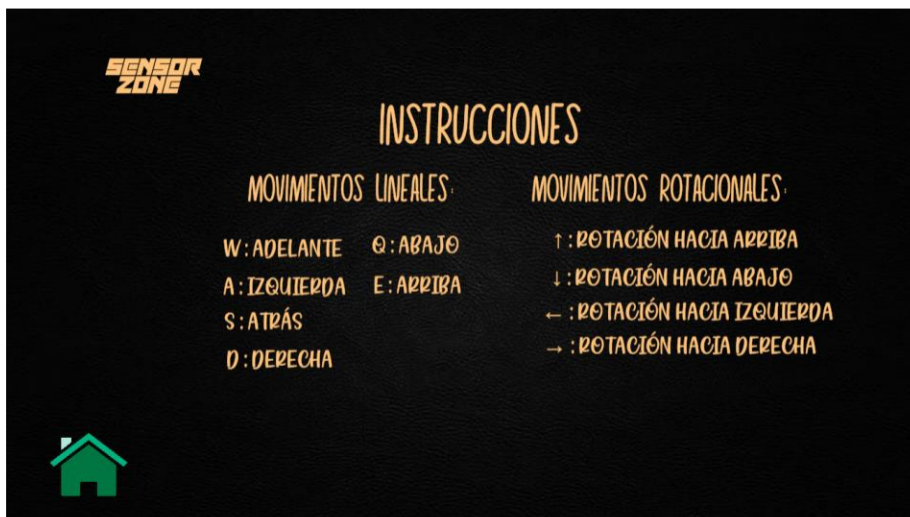 SENSOR
ZONE
INSTRUCCIONES
MOVIMIENTOS LINEALES:
W: ADELANTE
A: IZQUIERDA
S: ATRÁS
D: DERECHA
Q: ABAJO
E: ARRIBA
MOVIMIENTOS ROTACIONALES:
↑: ROTACIÓN HACIA ARRIBA
↓: ROTACIÓN HACIA ABAJO
←: ROTACIÓN HACIA IZQUIERDA
→: ROTACIÓN HACIA DERECHA